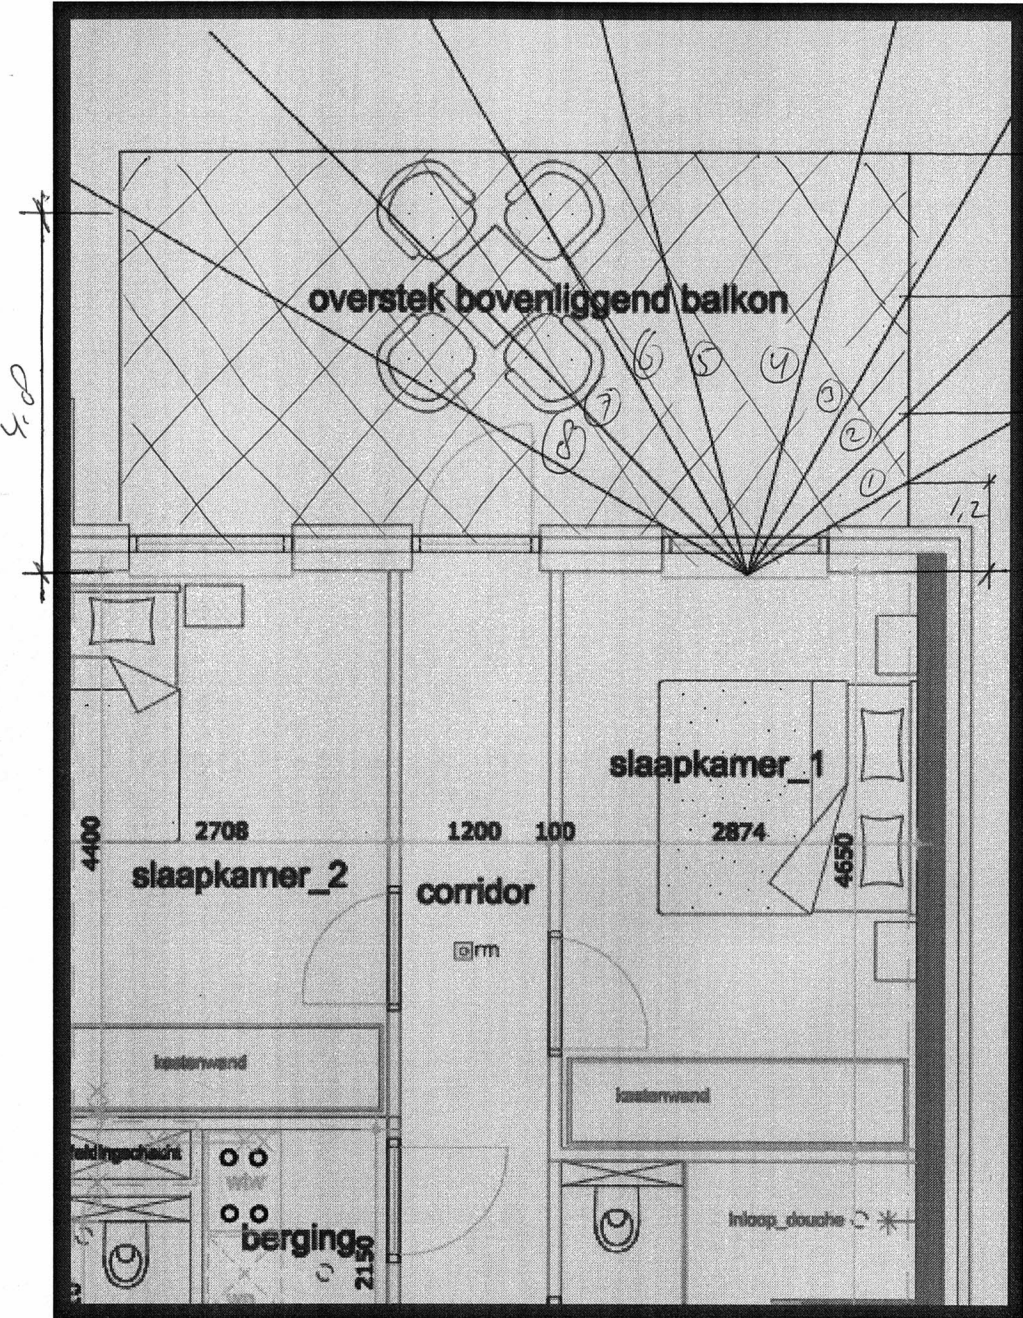 overstek bovenliggend balkon
6 5 4
3
7
2
8
1
4,8
1,2
slaapkamer_1
2708 1200 100 2874
4400
4650
slaapkamer_2
corridor
rm
kastenwand
kastenwand
leidingschacht
wtw
inloop_douche
berging
2150